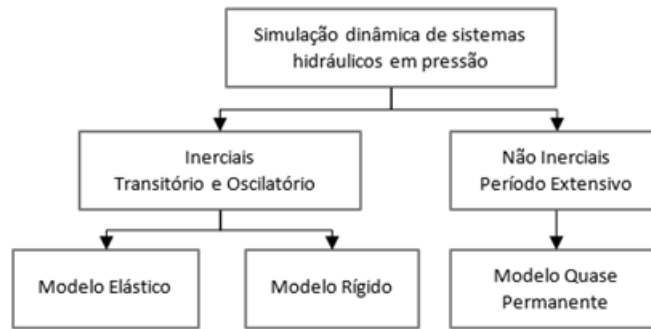 Simulação dinâmica de sistemas
hidráulicos em pressão
Inerciais
Transitório e Oscilatório
Não Inerciais
Período Extensivo
Modelo Elástico
Modelo Rígido
Modelo Quase
Permanente